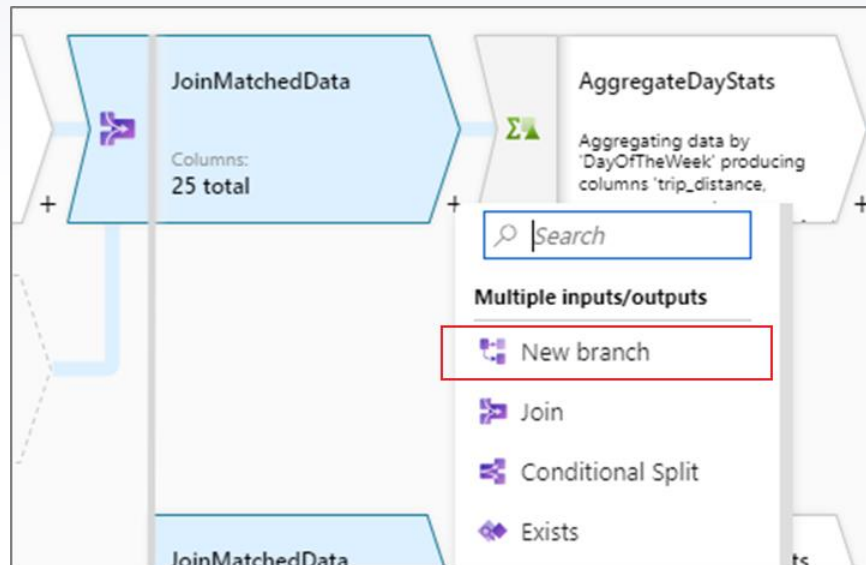 JoinMatchedData
Columns:
25 total
+
+
AggregateDayStats
Aggregating data by
'DayOfTheWeek' producing
columns 'trip_distance,
+
Search
Multiple inputs/outputs
New branch
Join
Conditional Split
Exists
JoinMatchedData
ts